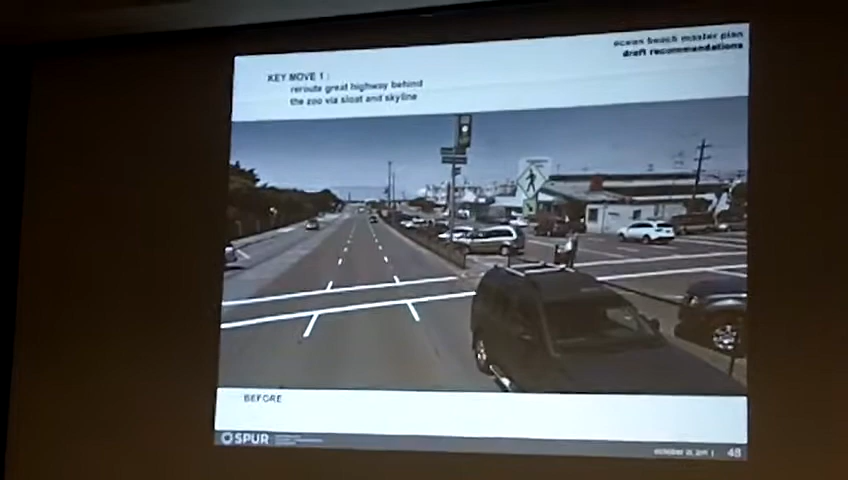 ocean beach master plan
draft recommendations
KEY MOVE 1 :
reroute great highway behind
the zoo via sloat and skyline
BEFORE
SPUR
48